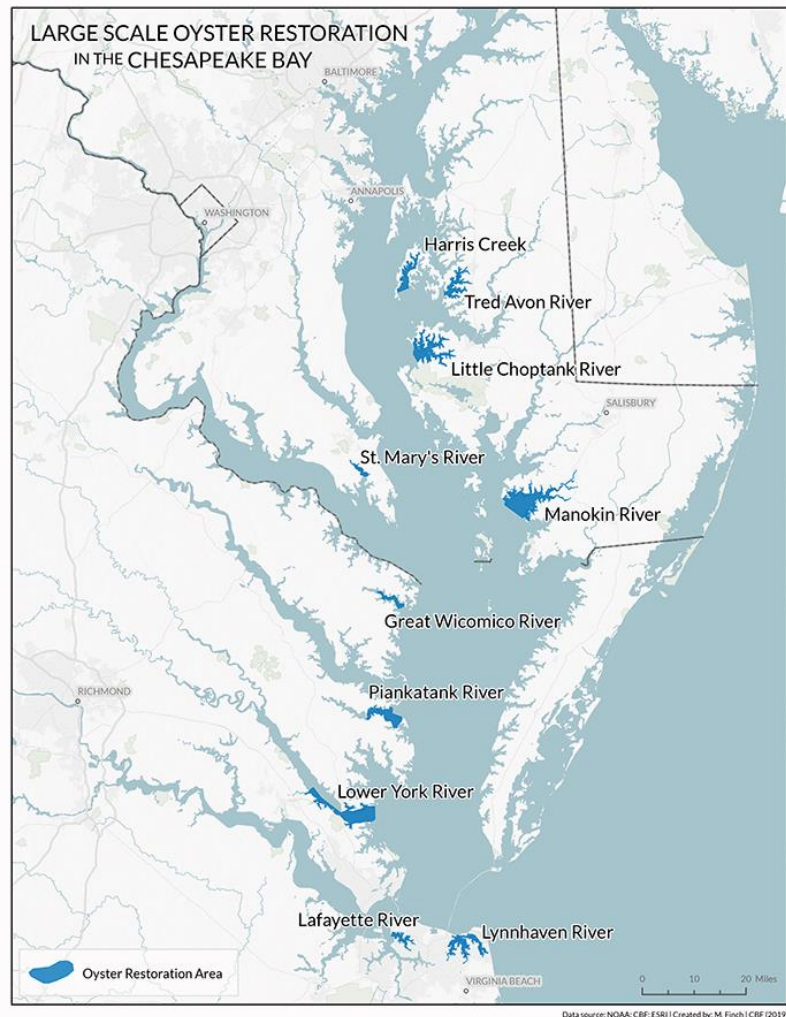 LARGE SCALE OYSTER RESTORATION
IN THE CHESAPEAKE BAY
BALTIMORE
ANNAPOLIS
WASHINGTON
Harris Creek
Tred Avon River
Little Choptank River
SALISBURY
St. Mary's River
Manokin River
Great Wicomico River
Piankatank River
RICHMOND
Lower York River
Lafayette River
Lynnhaven River
Oyster Restoration Area
VIRGINIA BEACH
0 10 20 Miles
Data source: NOAA; CBF; ESRI | Created by: M. Finch | CBF (2019